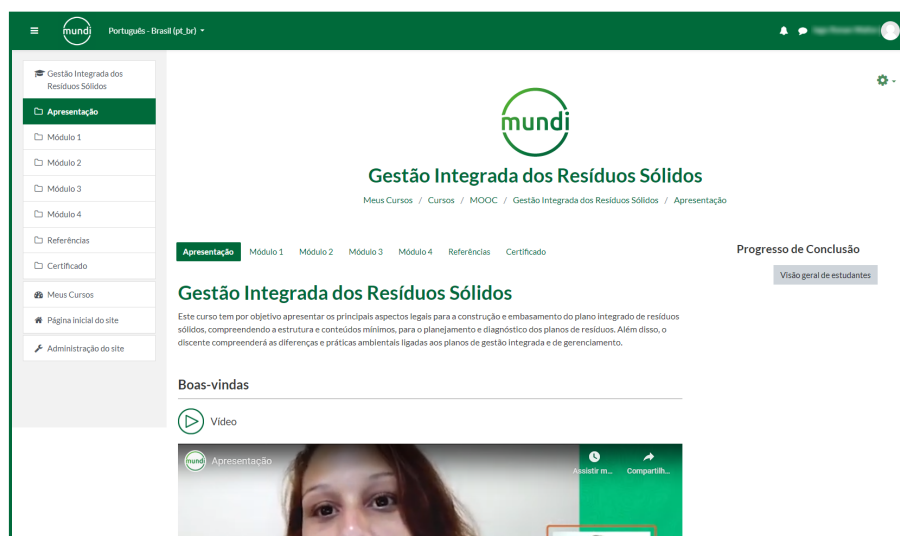 mundi
Português - Brasil (pt_br)
Gestão Integrada dos
Resíduos Sólidos
Apresentação
Módulo 1
Módulo 2
Módulo 3
Módulo 4
Referências
Certificado
Meus Cursos
Página inicial do site
Administração do site
mundi
Gestão Integrada dos Resíduos Sólidos
Meus Cursos / Cursos / MOOC / Gestão Integrada dos Resíduos Sólidos / Apresentação
Apresentação Módulo 1 Módulo 2 Módulo 3 Módulo 4 Referências Certificado
Progresso de Conclusão
Visão geral de estudantes
Gestão Integrada dos Resíduos Sólidos
Este curso tem por objetivo apresentar os principais aspectos legais para a construção e embasamento do plano integrado de resíduos
sólidos, compreendendo a estrutura e conteúdos mínimos, para o planejamento e diagnóstico dos planos de resíduos. Além disso, o
discente compreenderá as diferenças e práticas ambientais ligadas aos planos de gestão integrada e de gerenciamento.
Boas-vindas
Vídeo
mundi Apresentação
Assistir m... Compartilh...